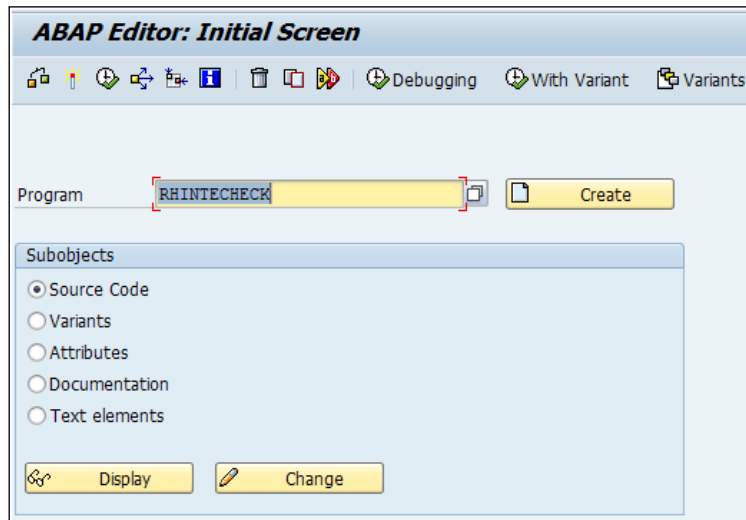 ABAP Editor: Initial Screen
Debugging With Variant Variants
Program RHINTECHECK Create
Subobjects
Source Code
Variants
Attributes
Documentation
Text elements
Display Change